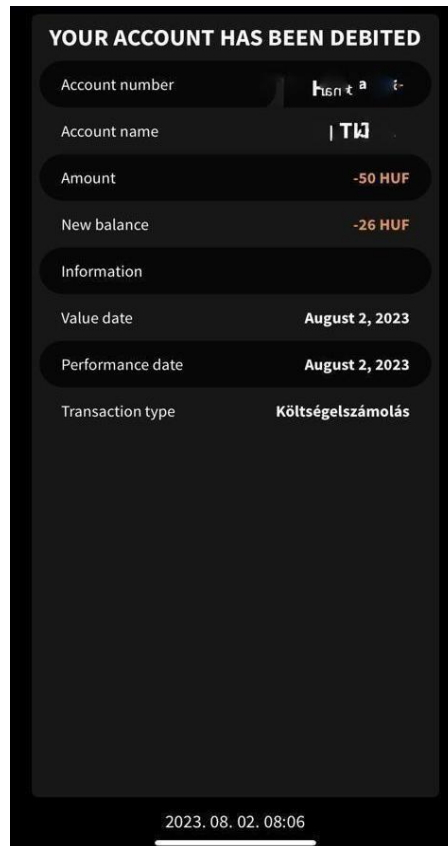 YOUR ACCOUNT HAS BEEN DEBITED
Account number
Account name
Amount -50 HUF
New balance -26 HUF
Information
Value date August 2, 2023
Performance date August 2, 2023
Transaction type Költségelszámolás
2023. 08. 02. 08:06